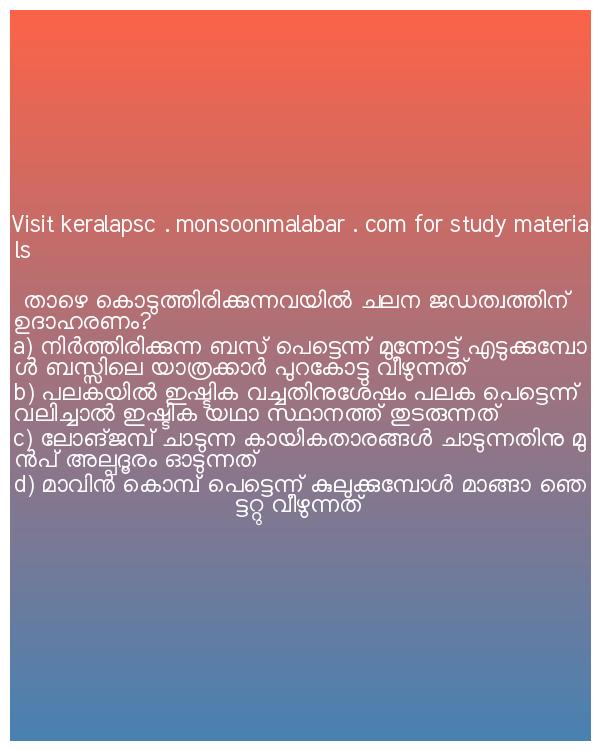 Visit keralapsc . monsoonmalabar . com for study materia
ls
താഴെ കൊടുത്തിരിക്കുന്നവയിൽ ചലന ജഡത്വത്തിന്
ഉദാഹരണം?
a) നിർത്തിരിക്കുന്ന ബസ് പെട്ടെന്ന് മുന്നോട്ട് എടുക്കുമ്പോ
ൾ ബസ്സിലെ യാത്രക്കാർ പുറകോട്ടു വീഴുന്നത്
b) പലകയിൽ ഇഷ്ടിക വച്ചതിനുശേഷം പലക പെട്ടെന്ന്
വലിച്ചാൽ ഇഷ്ടിക യഥാ സ്ഥാനത്ത് തുടരുന്നത്
c) ലോങ്ജമ്പ് ചാടുന്ന കായികതാരങ്ങൾ ചാടുന്നതിനു മു
ൻപ് അല്പദൂരം ഓടുന്നത്
d) മാവിൻ കൊമ്പ് പെട്ടെന്ന് കുലുക്കുമ്പോൾ മാങ്ങാ ഞെ
ട്ടറ്റു വീഴുന്നത്